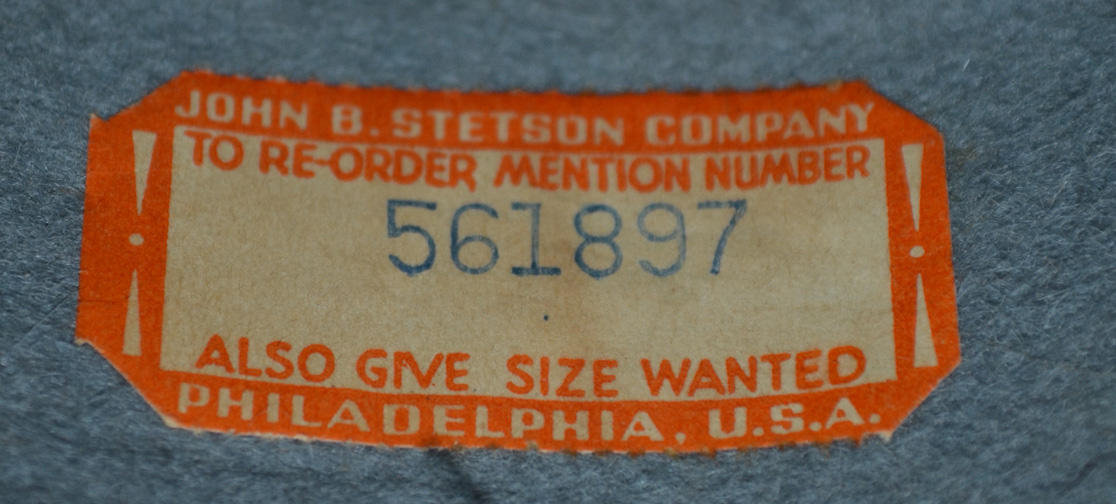 JOHN B. STETSON COMPANY
TO RE-ORDER MENTION NUMBER
561897
ALSO GIVE SIZE WANTED
PHILADELPHIA, U.S.A.